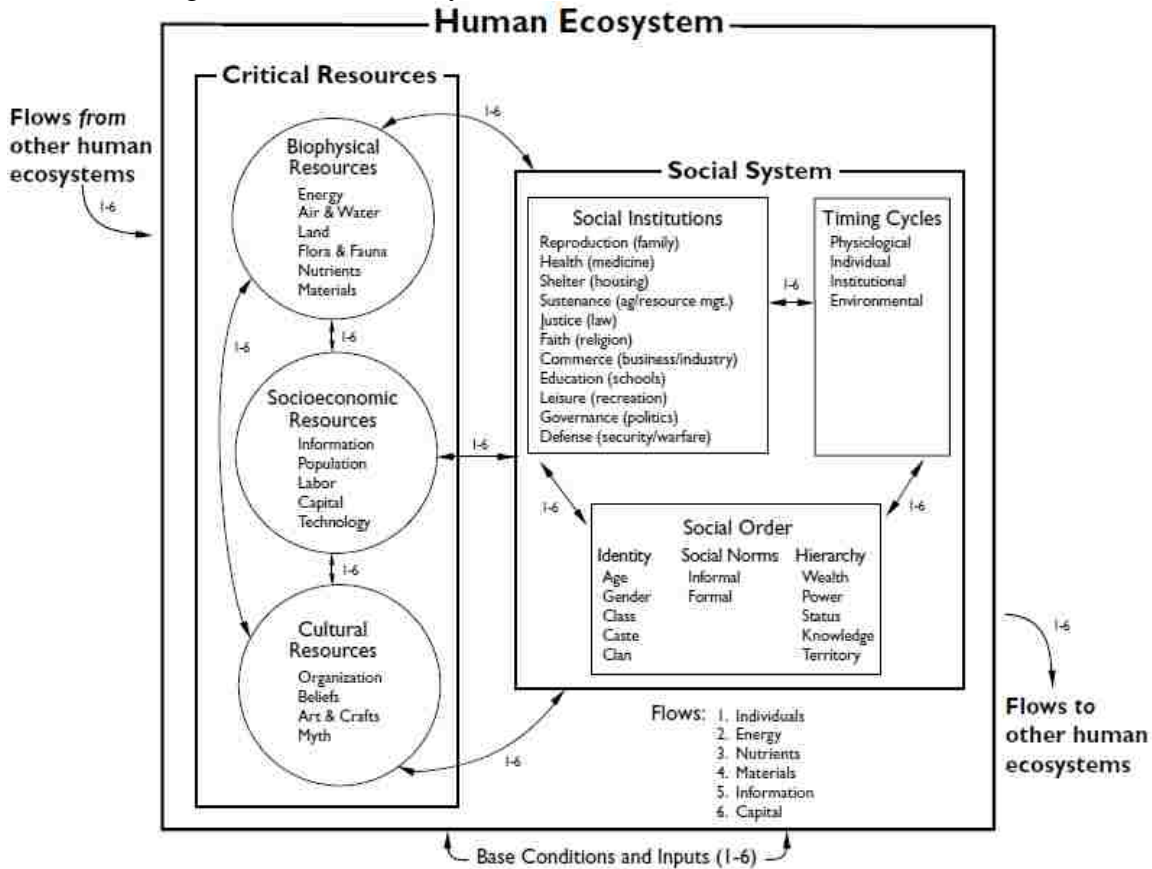 Human Ecosystem
Critical Resources
Flows from
other human
ecosystems
1-6
Biophysical
Resources
Energy
Air & Water
Land
Flora & Fauna
Nutrients
Materials
1-6
1-6
1-6
Socioeconomic
Resources
Information
Population
Labor
Capital
Technology
1-6
1-6
Cultural
Resources
Organization
Beliefs
Art & Crafts
Myth
1-6
Social System
Social Institutions
Reproduction (family)
Health (medicine)
Shelter (housing)
Sustenance (ag/resource mgt.)
Justice (law)
Faith (religion)
Commerce (business/industry)
Education (schools)
Leisure (recreation)
Governance (politics)
Defense (security/warfare)
1-6
Timing Cycles
Physiological
Individual
Institutional
Environmental
1-6
1-6
Social Order
Identity
Age
Gender
Class
Caste
Clan
Social Norms
Informal
Formal
Hierarchy
Wealth
Power
Status
Knowledge
Territory
Flows:
1. Individuals
2. Energy
3. Nutrients
4. Materials
5. Information
6. Capital
1-6
Flows to
other human
ecosystems
Base Conditions and Inputs (1-6)